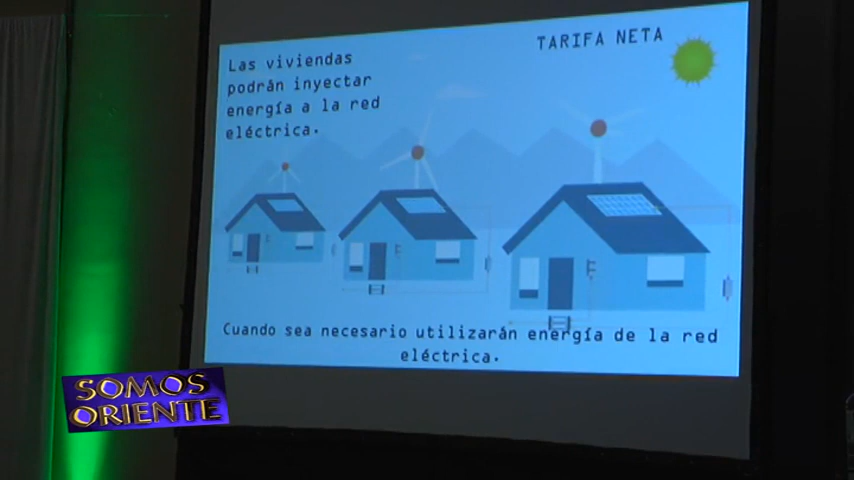 Las viviendas
podrán inyectar
energía a la red
eléctrica.
TARIFA NETA
Cuando sea necesario utilizarán energía de la red
eléctrica.
SOMOS
ORIENTE